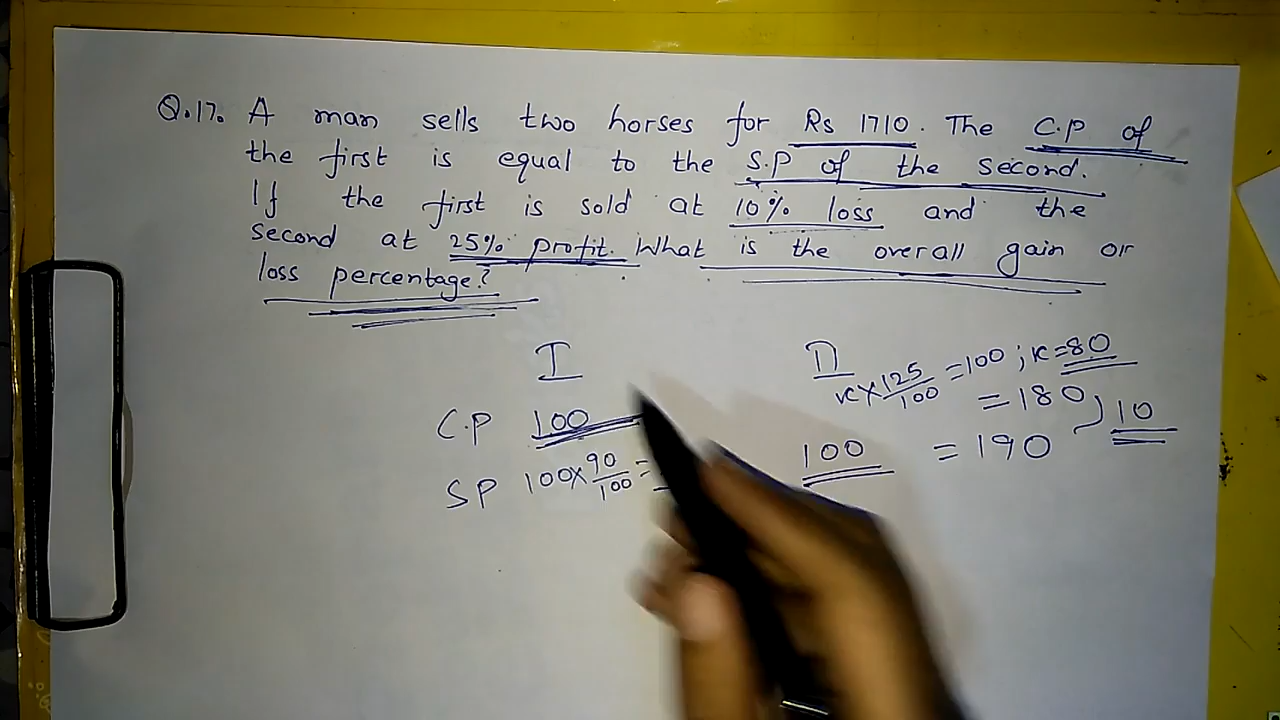 Q.17. A man sells two horses for Rs 1710. The C.P of
the first is equal to the S.P of the second.
If the first is sold at 10% loss and the
second at 25% profit. What is the overall gain or
loss percentage?
I II
x×125/100=100; x=80
C.P 100 =180) 10
SP 100×90/100= 100 =190